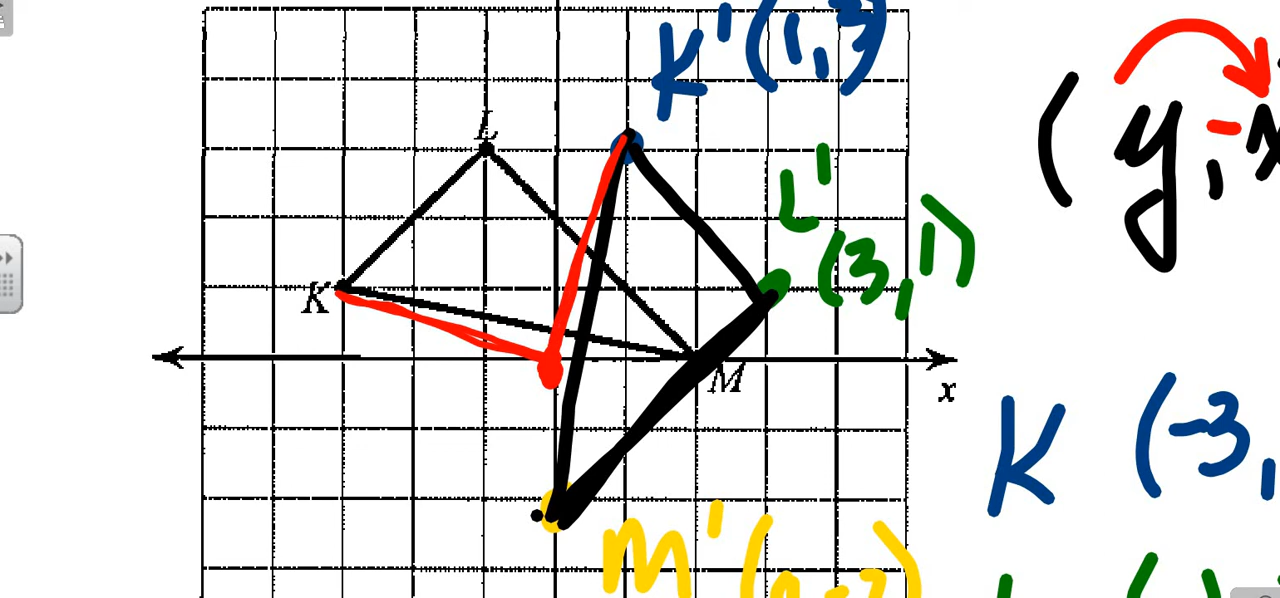 K'(1,3)
L
(y,-x
L'
(3,1)
K
M
x
K (-3,
M'(